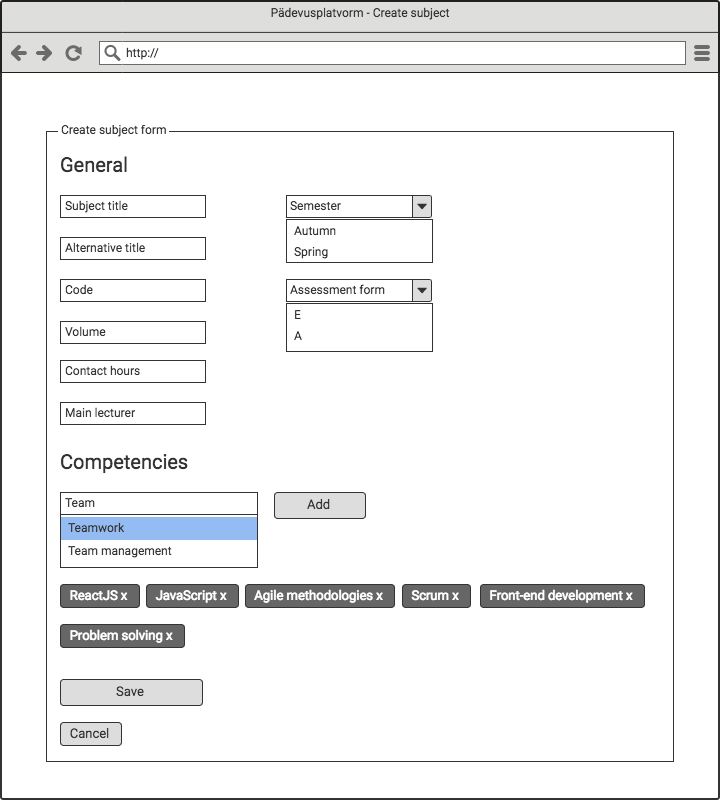 Pädevusplatvorm - Create subject
http://
Create subject form
General
Subject title
Semester
Autumn
Spring
Alternative title
Code
Assessment form
E
A
Volume
Contact hours
Main lecturer
Competencies
Team
Add
Teamwork
Team management
ReactJS x JavaScript x Agile methodologies x Scrum x Front-end development x
Problem solving x
Save
Cancel